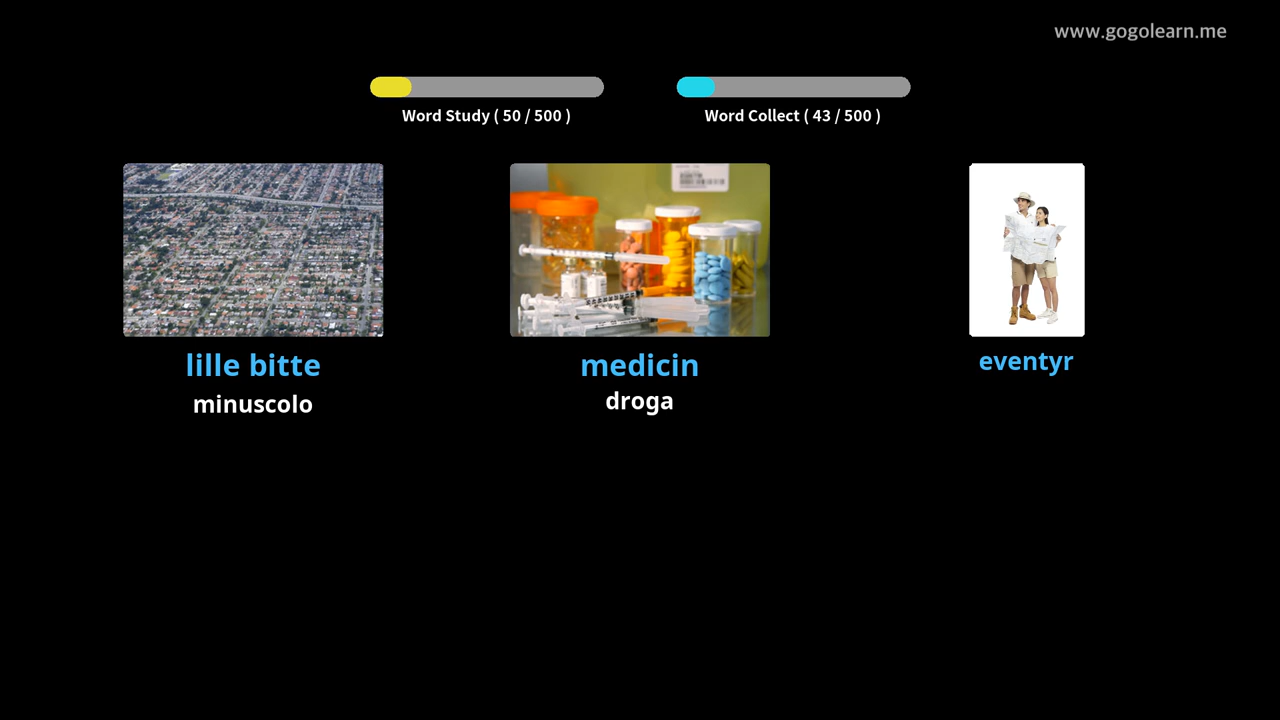 www.gogolearn.me
Word Study ( 50 / 500 )
Word Collect ( 43 / 500 )
lille bitte
minuscolo
medicin
droga
eventyr